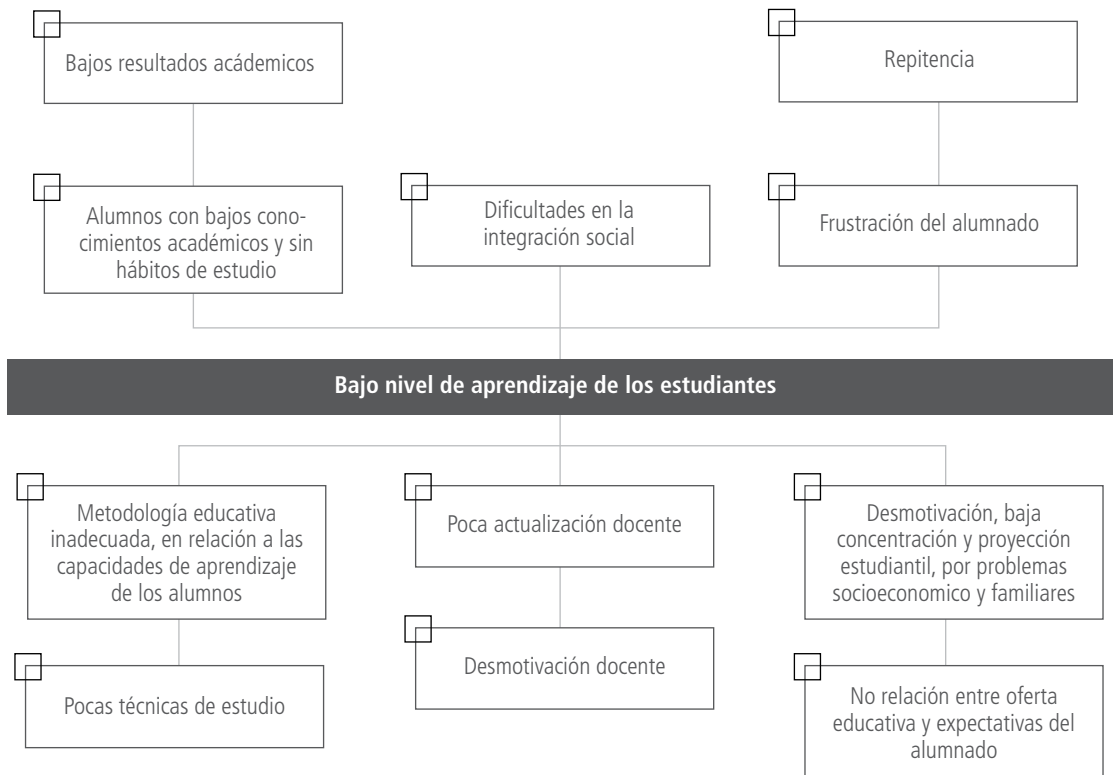 Bajos resultados acádemicos
Repitencia
Alumnos con bajos cono-
cimientos académicos y sin
hábitos de estudio
Dificultades en la
integración social
Frustración del alumnado
Bajo nivel de aprendizaje de los estudiantes
Metodología educativa
inadecuada, en relación a las
capacidades de aprendizaje
de los alumnos
Poca actualización docente
Desmotivación, baja
concentración y proyección
estudiantil, por problemas
socioeconomico y familiares
Pocas técnicas de estudio
Desmotivación docente
No relación entre oferta
educativa y expectativas del
alumnado